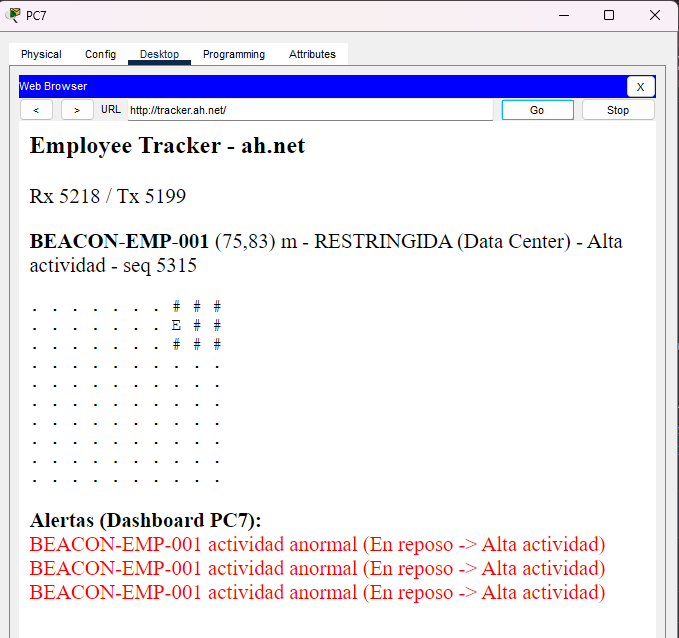 PC7
Physical Config Desktop Programming Attributes
Web Browser X
< > URL http://tracker.ah.net/ Go Stop
Employee Tracker - ah.net
Rx 5218 / Tx 5199
BEACON-EMP-001 (75,83) m - RESTRINGIDA (Data Center) - Alta
actividad - seq 5315
. . . . . . . # # #
. . . . . . . E # #
. . . . . . . # # #
. . . . . . . . . .
. . . . . . . . . .
. . . . . . . . . .
. . . . . . . . . .
. . . . . . . . . .
. . . . . . . . . .
. . . . . . . . . .
Alertas (Dashboard PC7):
BEACON-EMP-001 actividad anormal (En reposo -> Alta actividad)
BEACON-EMP-001 actividad anormal (En reposo -> Alta actividad)
BEACON-EMP-001 actividad anormal (En reposo -> Alta actividad)